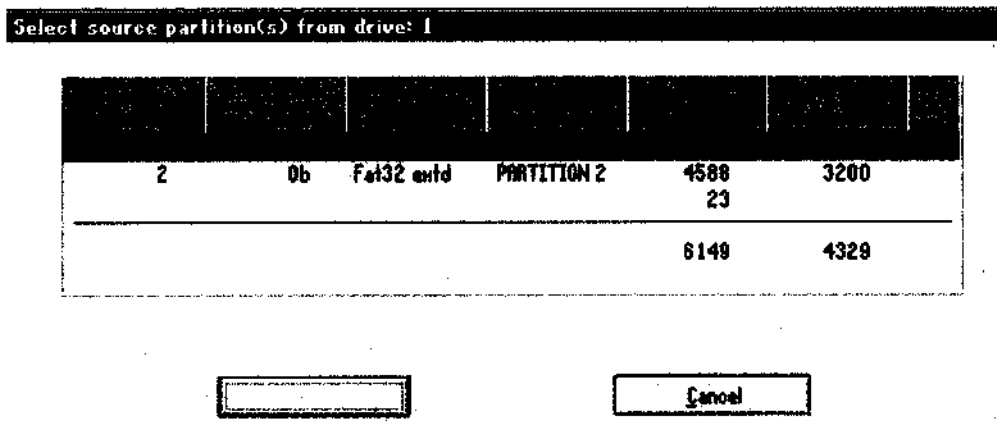 Select source partition(s) from drive: 1
2 0b Fat32 extd PARTITION 2 4588 3200
23
6149 4329
Cancel